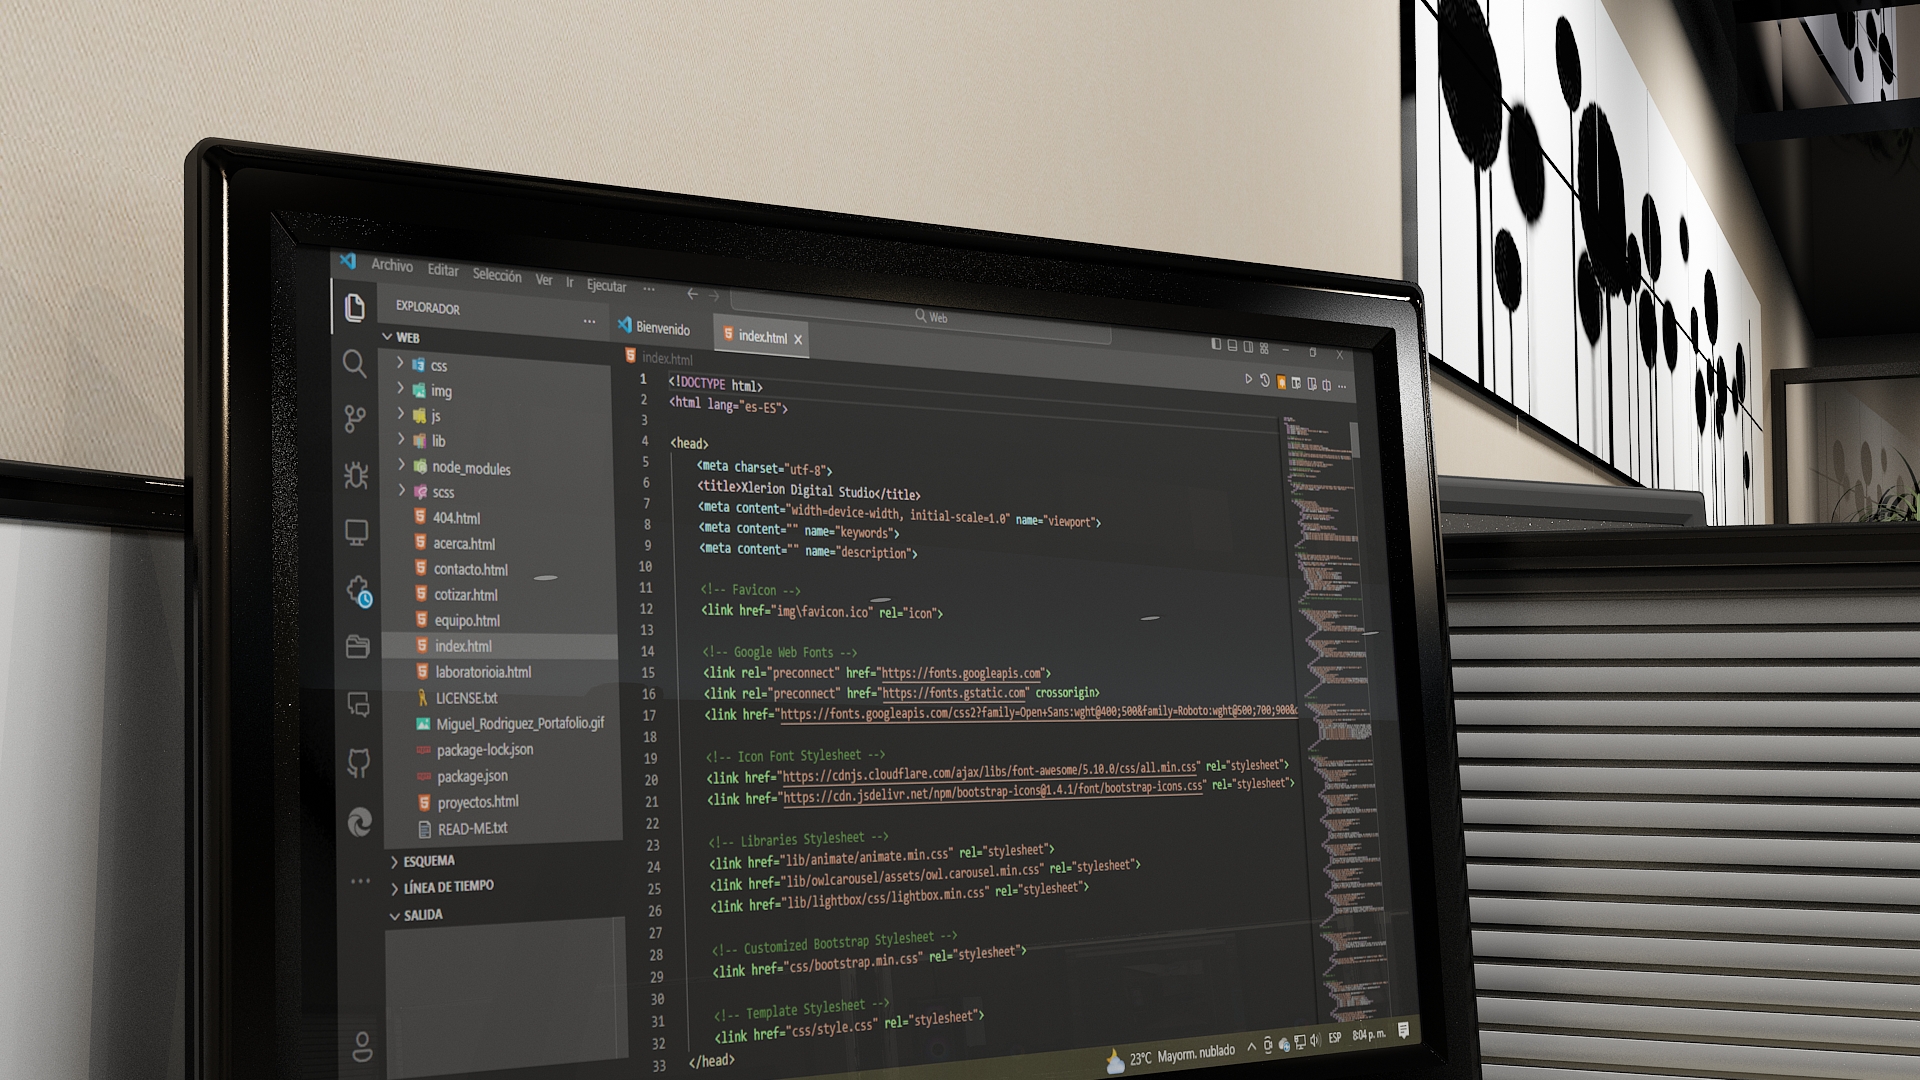 Archivo Editar Selección Ver Ir Ejecutar ...
Web
EXPLORADOR ...
Bienvenido
index.html
index.html
WEB
css
img
js
lib
node_modules
scss
404.html
acerca.html
contacto.html
cotizar.html
equipo.html
index.html
laboratorioia.html
LICENSE.txt
Miguel_Rodriguez_Portafolio.gif
package-lock.json
package.json
proyectos.html
READ-ME.txt
ESQUEMA
LÍNEA DE TIEMPO
SALIDA
1 <!DOCTYPE html>
2 <html lang="es-ES">
3
4 <head>
5 <meta charset="utf-8">
6 <title>Xlerion Digital Studio</title>
7 <meta content="width=device-width, initial-scale=1.0" name="viewport">
8 <meta content="" name="keywords">
9 <meta content="" name="description">
10
11 <!-- Favicon -->
12 <link href="img\favicon.ico" rel="icon">
13
14 <!-- Google Web Fonts -->
15 <link rel="preconnect" href="https://fonts.googleapis.com">
16 <link rel="preconnect" href="https://fonts.gstatic.com" crossorigin>
17 <link href="https://fonts.googleapis.com/css2?family=Open+Sans:wght@400;500&family=Roboto:wght@500;700;900&
18
19 <!-- Icon Font Stylesheet -->
20 <link href="https://cdnjs.cloudflare.com/ajax/libs/font-awesome/5.10.0/css/all.min.css" rel="stylesheet">
21 <link href="https://cdn.jsdelivr.net/npm/bootstrap-icons@1.4.1/font/bootstrap-icons.css" rel="stylesheet">
22
23 <!-- Libraries Stylesheet -->
24 <link href="lib/animate/animate.min.css" rel="stylesheet">
25 <link href="lib/owlcarousel/assets/owl.carousel.min.css" rel="stylesheet">
26 <link href="lib/lightbox/css/lightbox.min.css" rel="stylesheet">
27
28 <!-- Customized Bootstrap Stylesheet -->
29 <link href="css/bootstrap.min.css" rel="stylesheet">
30
31 <!-- Template Stylesheet -->
32 <link href="css/style.css" rel="stylesheet">
33 </head>
23°C Mayorm. nublado ESP 8:04 p. m.